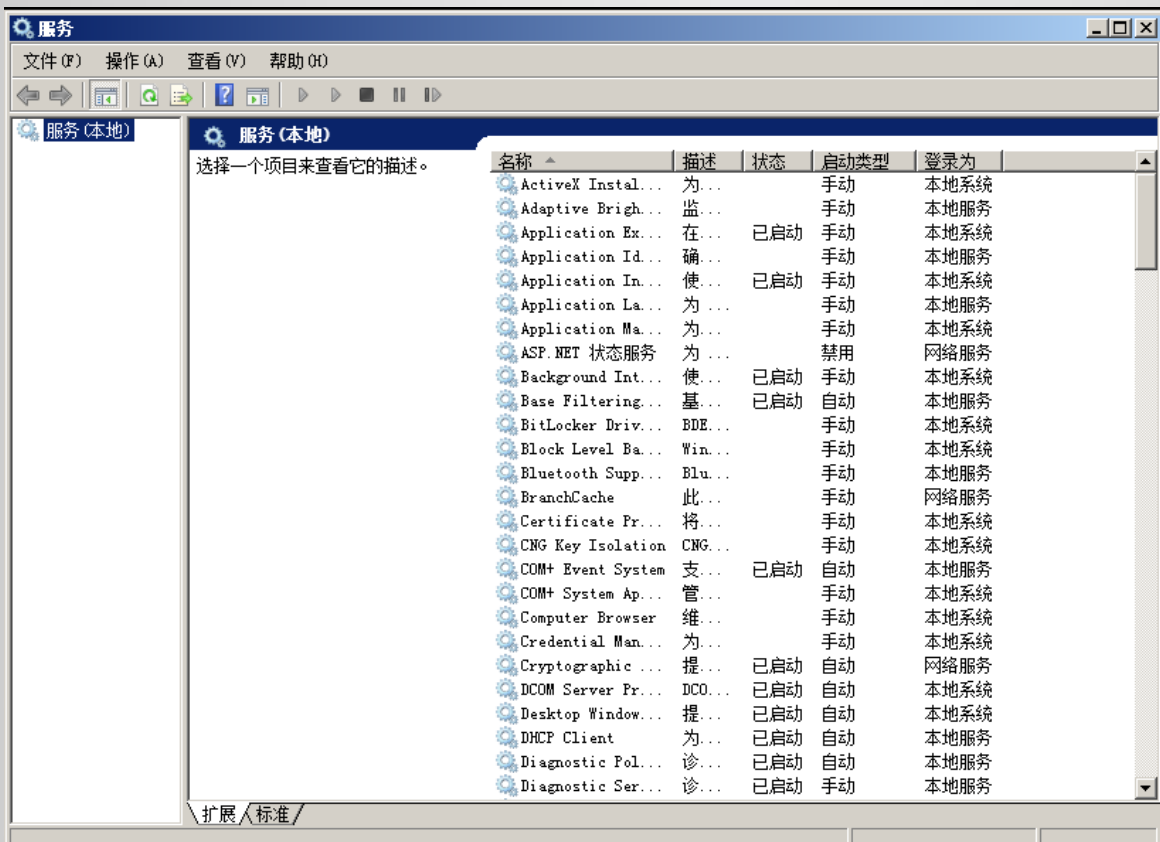 服务
文件(F) 操作(A) 查看(V) 帮助(H)
服务(本地)
服务(本地)
选择一个项目来查看它的描述。
名称 描述 状态 启动类型 登录为
ActiveX Instal... 为... 手动 本地系统
Adaptive Brigh... 监... 手动 本地服务
Application Ex... 在... 已启动 手动 本地系统
Application Id... 确... 手动 本地服务
Application In... 使... 已启动 手动 本地系统
Application La... 为 ... 手动 本地服务
Application Ma... 为... 手动 本地系统
ASP.NET 状态服务 为 ... 禁用 网络服务
Background Int... 使... 已启动 手动 本地系统
Base Filtering... 基... 已启动 自动 本地服务
BitLocker Driv... BDE... 手动 本地系统
Block Level Ba... Win... 手动 本地系统
Bluetooth Supp... Blu... 手动 本地服务
BranchCache 此... 手动 网络服务
Certificate Pr... 将... 手动 本地系统
CNG Key Isolation CNG... 手动 本地系统
COM+ Event System 支... 已启动 自动 本地服务
COM+ System Ap... 管... 手动 本地系统
Computer Browser 维... 手动 本地系统
Credential Man... 为... 手动 本地系统
Cryptographic ... 提... 已启动 自动 网络服务
DCOM Server Pr... DCO... 已启动 自动 本地系统
Desktop Window... 提... 已启动 自动 本地系统
DHCP Client 为... 已启动 自动 本地服务
Diagnostic Pol... 诊... 已启动 自动 本地服务
Diagnostic Ser... 诊... 已启动 手动 本地服务
扩展 标准